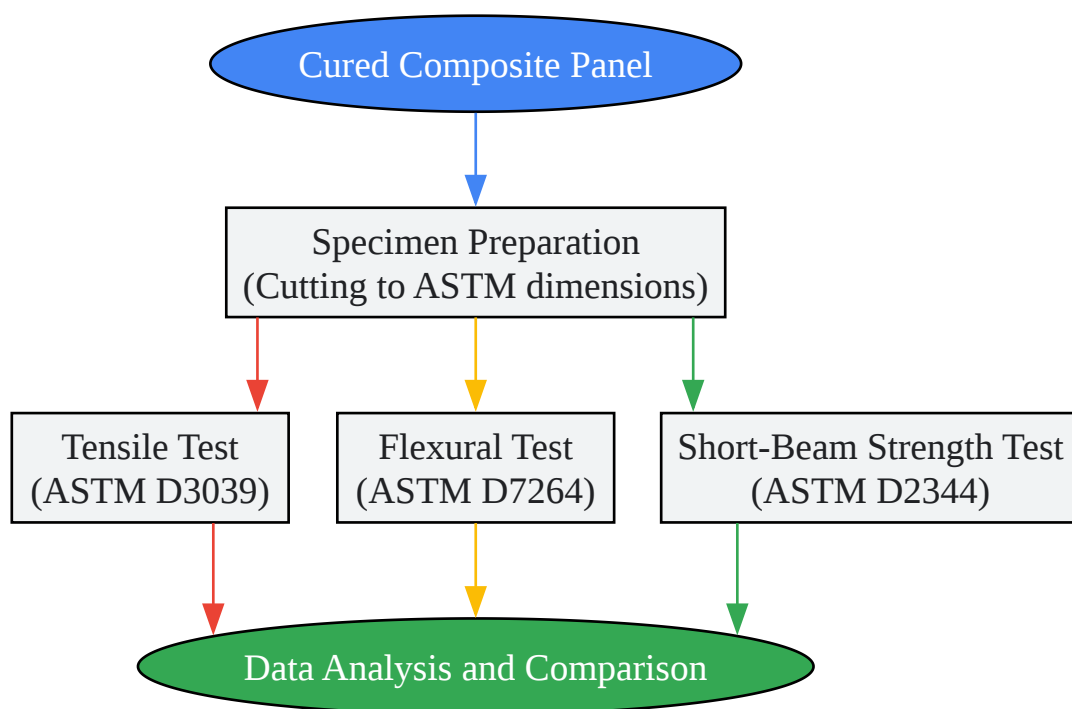 Cured Composite Panel
Specimen Preparation
(Cutting to ASTM dimensions)
Tensile Test
(ASTM D3039)
Flexural Test
(ASTM D7264)
Short-Beam Strength Test
(ASTM D2344)
Data Analysis and Comparison